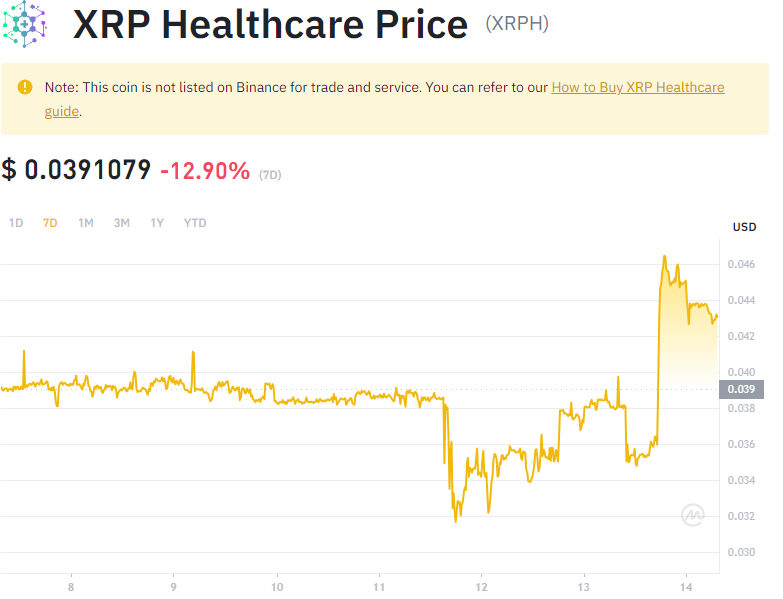 XRP Healthcare Price (XRPH)
Note: This coin is not listed on Binance for trade and service. You can refer to our How to Buy XRP Healthcare
guide.
$ 0.0391079 -12.90% (7D)
1D 7D 1M 3M 1Y YTD
USD
0.046
0.044
0.042
0.040
0.039
0.038
0.036
0.034
0.032
0.030
8 9 10 11 12 13 14